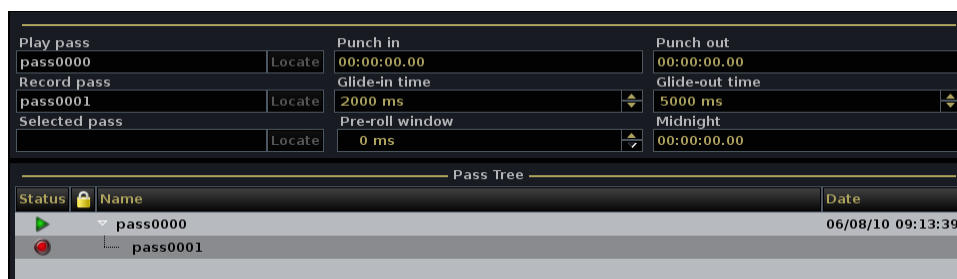 Play pass Punch in Punch out
pass0000 Locate 00:00:00.00 00:00:00.00
Record pass Glide-in time Glide-out time
pass0001 Locate 2000 ms 5000 ms
Selected pass Pre-roll window Midnight
Locate 0 ms 00:00:00.00
Pass Tree
Status Name Date
pass0000 06/08/10 09:13:39
pass0001